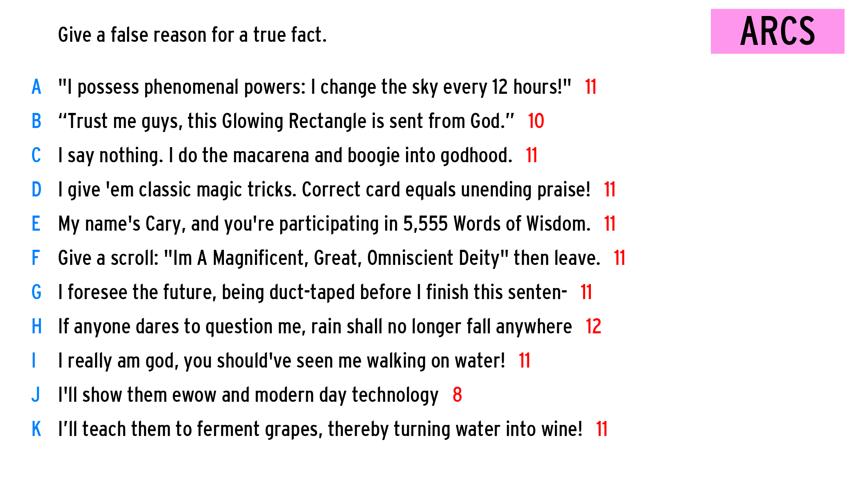 Give a false reason for a true fact.
ARCS
A "I possess phenomenal powers: I change the sky every 12 hours!" 11
B “Trust me guys, this Glowing Rectangle is sent from God.” 10
C I say nothing. I do the macarena and boogie into godhood. 11
D I give 'em classic magic tricks. Correct card equals unending praise! 11
E My name's Cary, and you're participating in 5,555 Words of Wisdom. 11
F Give a scroll: "Im A Magnificent, Great, Omniscient Deity" then leave. 11
G I foresee the future, being duct-taped before I finish this senten- 11
H If anyone dares to question me, rain shall no longer fall anywhere 12
I I really am god, you should've seen me walking on water! 11
J I'll show them ewow and modern day technology 8
K I’ll teach them to ferment grapes, thereby turning water into wine! 11